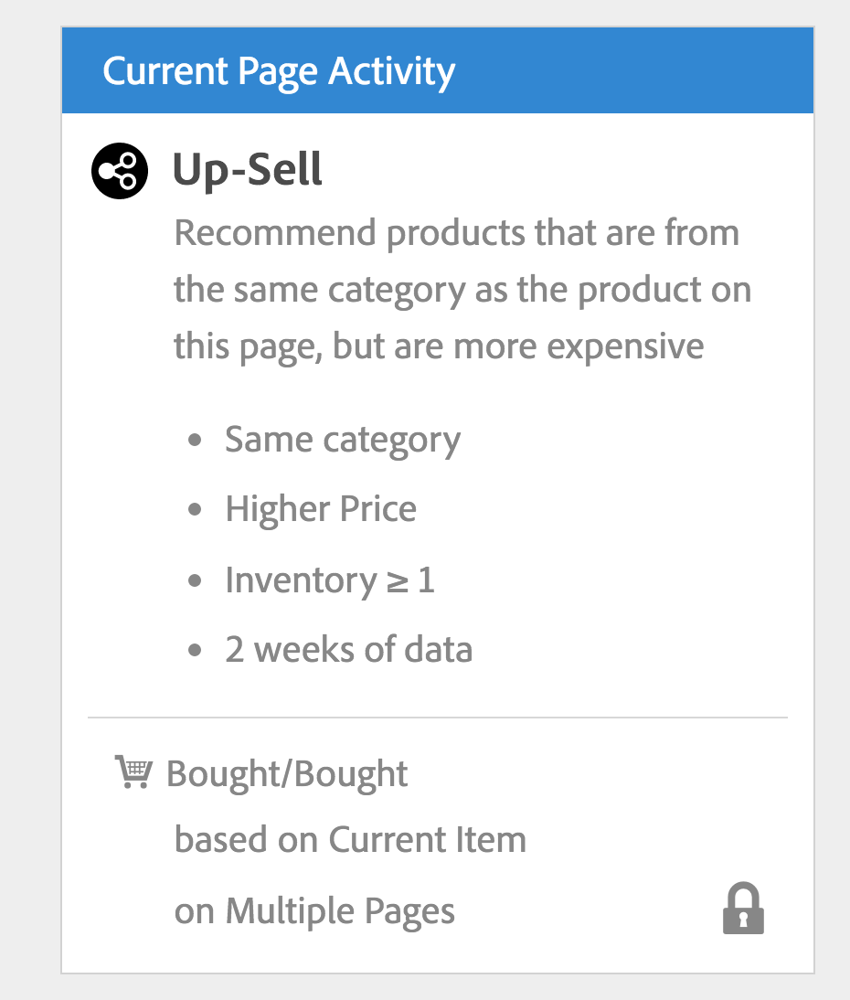 Current Page Activity
Up-Sell
Recommend products that are from
the same category as the product on
this page, but are more expensive
• Same category
• Higher Price
• Inventory ≥ 1
• 2 weeks of data
Bought/Bought
based on Current Item
on Multiple Pages